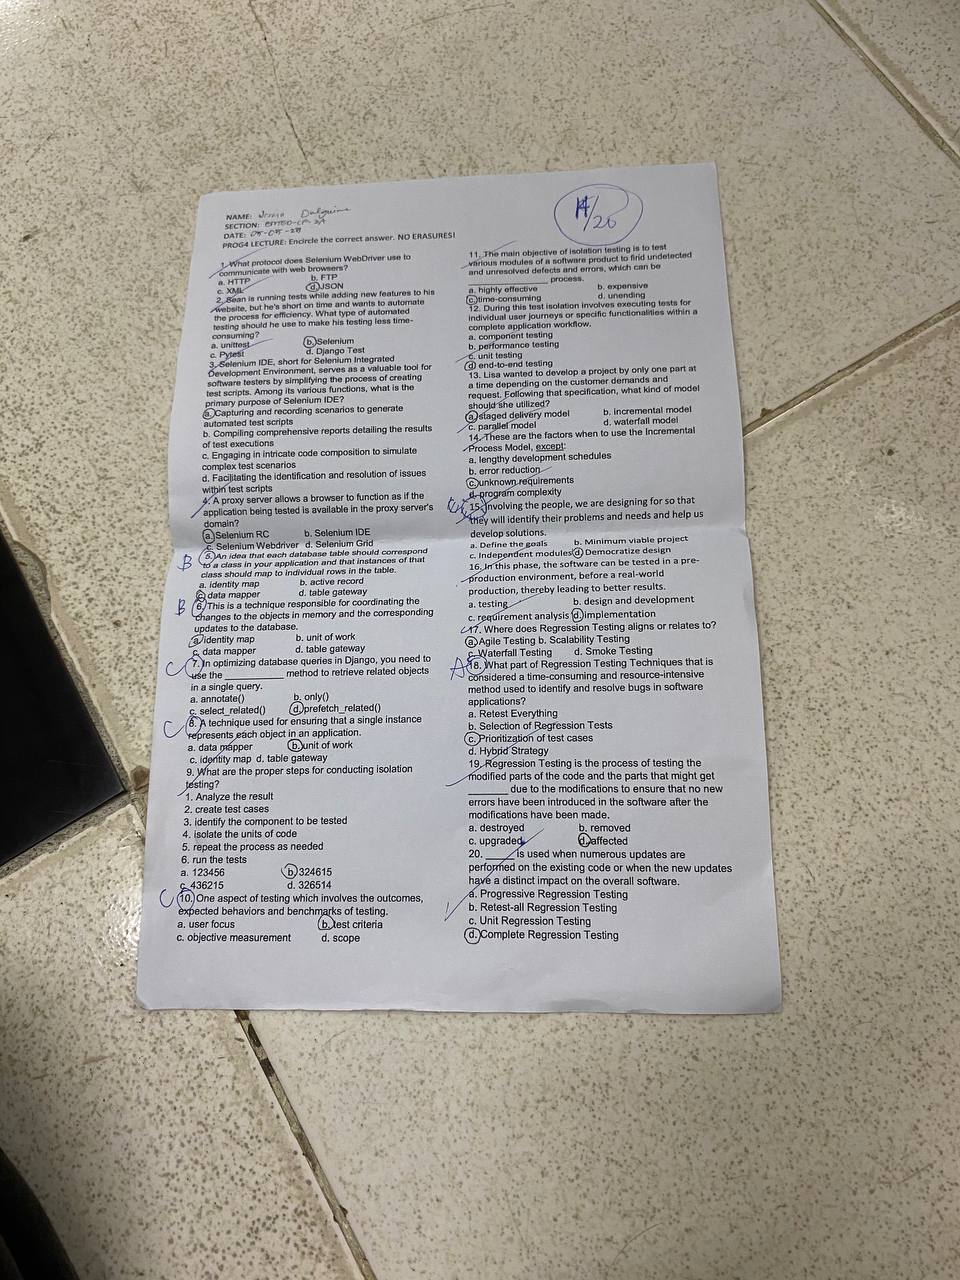 NAME:
SECTION:
DATE:
PROG4 LECTURE: Encircle the correct answer. NO ERASURES!
14/20
1. What protocol does Selenium WebDriver use to
communicate with web browsers?
a. HTTP b. FTP
c. XML d. JSON
2. Sean is running tests while adding new features to his
website, but he's short on time and wants to automate
the process for efficiency. What type of automated
testing should he use to make his testing less time-
consuming?
a. unittest b. Selenium
c. Pytest d. Django Test
3. Selenium IDE, short for Selenium Integrated
Development Environment, serves as a valuable tool for
software testers by simplifying the process of creating
test scripts. Among its various functions, what is the
primary purpose of Selenium IDE?
a. Capturing and recording scenarios to generate
automated test scripts
b. Compiling comprehensive reports detailing the results
of test executions
c. Engaging in intricate code composition to simulate
complex test scenarios
d. Facilitating the identification and resolution of issues
within test scripts
4. A proxy server allows a browser to function as if the
application being tested is available in the proxy server's
domain?
a. Selenium RC b. Selenium IDE
c. Selenium Webdriver d. Selenium Grid
B 5. An idea that each database table should correspond
to a class in your application and that instances of that
class should map to individual rows in the table.
a. identity map b. active record
c. data mapper d. table gateway
B 6. This is a technique responsible for coordinating the
changes to the objects in memory and the corresponding
updates to the database.
a. identity map b. unit of work
c. data mapper d. table gateway
C 7. In optimizing database queries in Django, you need to
use the ____________ method to retrieve related objects
in a single query.
a. annotate() b. only()
c. select_related() d. prefetch_related()
C 8. A technique used for ensuring that a single instance
represents each object in an application.
a. data mapper b. unit of work
c. identity map d. table gateway
9. What are the proper steps for conducting isolation
testing?
1. Analyze the result
2. create test cases
3. identify the component to be tested
4. isolate the units of code
5. repeat the process as needed
6. run the tests
a. 123456 b. 324615
c. 436215 d. 326514
C 10. One aspect of testing which involves the outcomes,
expected behaviors and benchmarks of testing.
a. user focus b. test criteria
c. objective measurement d. scope
11. The main objective of isolation testing is to test
various modules of a software product to find undetected
and unresolved defects and errors, which can be
________________ process.
a. highly effective b. expensive
c. time-consuming d. unending
12. During this test isolation involves executing tests for
individual user journeys or specific functionalities within a
complete application workflow.
a. component testing
b. performance testing
c. unit testing
d. end-to-end testing
13. Lisa wanted to develop a project by only one part at
a time depending on the customer demands and
request. Following that specification, what kind of model
should she utilized?
a. staged delivery model b. incremental model
c. parallel model d. waterfall model
14. These are the factors when to use the Incremental
Process Model, except:
a. lengthy development schedules
b. error reduction
c. unknown requirements
d. program complexity
15. Involving the people, we are designing for so that
they will identify their problems and needs and help us
develop solutions.
a. Define the goals b. Minimum viable project
c. Independent modules d. Democratize design
16. In this phase, the software can be tested in a pre-
production environment, before a real-world
production, thereby leading to better results.
a. testing b. design and development
c. requirement analysis d. implementation
17. Where does Regression Testing aligns or relates to?
a. Agile Testing b. Scalability Testing
c. Waterfall Testing d. Smoke Testing
A 18. What part of Regression Testing Techniques that is
considered a time-consuming and resource-intensive
method used to identify and resolve bugs in software
applications?
a. Retest Everything
b. Selection of Regression Tests
c. Prioritization of test cases
d. Hybrid Strategy
19. Regression Testing is the process of testing the
modified parts of the code and the parts that might get
_______ due to the modifications to ensure that no new
errors have been introduced in the software after the
modifications have been made.
a. destroyed b. removed
c. upgraded d. affected
20. _____ is used when numerous updates are
performed on the existing code or when the new updates
have a distinct impact on the overall software.
a. Progressive Regression Testing
b. Retest-all Regression Testing
c. Unit Regression Testing
d. Complete Regression Testing